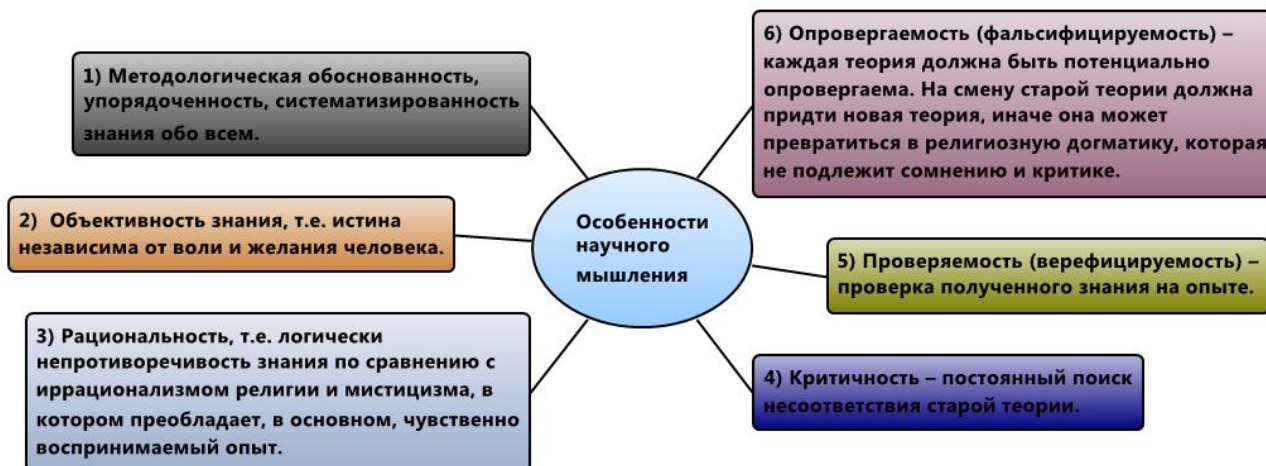 1) Методологическая обоснованность,
упорядоченность, систематизированность
знания обо всем.
2) Объективность знания, т.е. истина
независима от воли и желания человека.
3) Рациональность, т.е. логически
непротиворечивость знания по сравнению с
иррационализмом религии и мистицизма, в
котором преобладает, в основном, чувственно
воспринимаемый опыт.
Особенности
научного
мышления
6) Опровергаемость (фальсифицируемость) –
каждая теория должна быть потенциально
опровергаема. На смену старой теории должна
придти новая теория, иначе она может
превратиться в религиозную догматику, которая
не подлежит сомнению и критике.
5) Проверяемость (верефицируемость) –
проверка полученного знания на опыте.
4) Критичность – постоянный поиск
несоответствия старой теории.